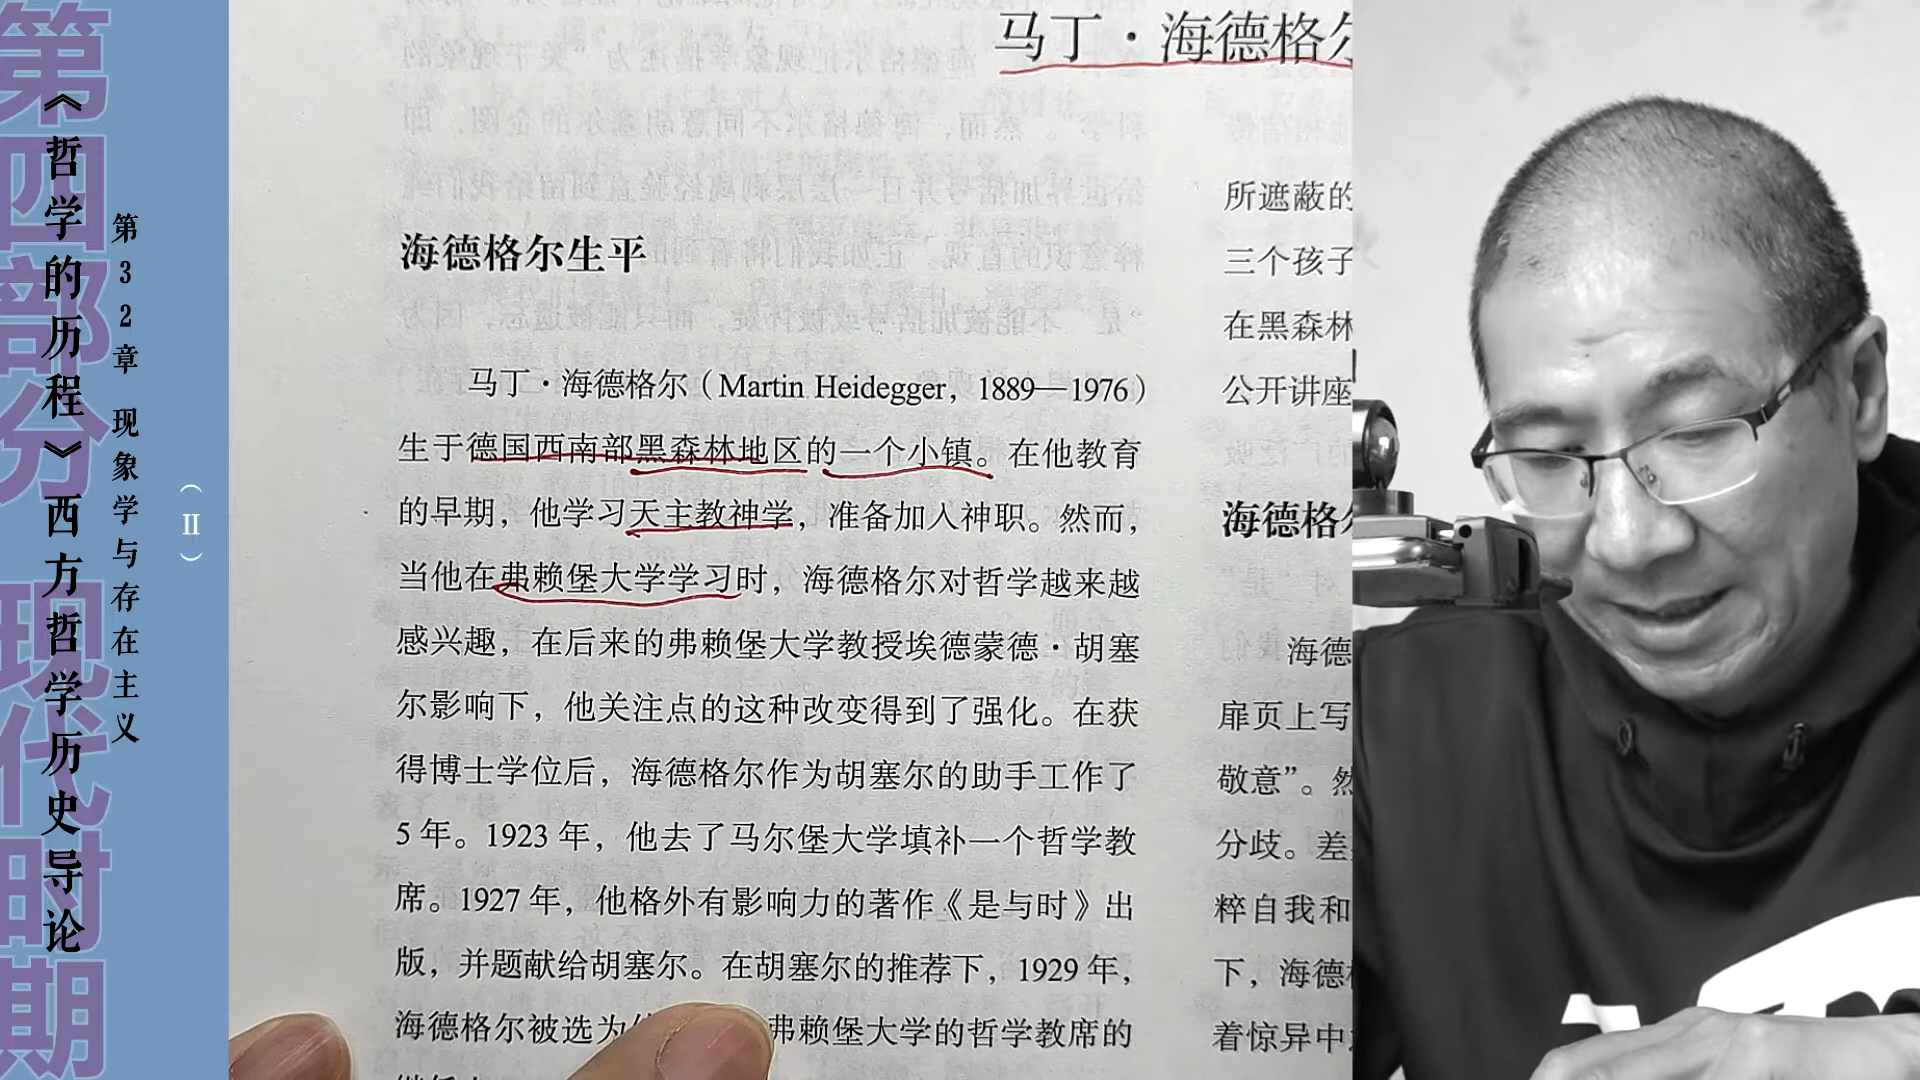 第四部分 现代时期
《哲学的历程》西方哲学历史导论
第32章 现象学与存在主义
（II）
马丁·海德格尔
海德格尔生平
马丁·海德格尔（Martin Heidegger，1889—1976）
生于德国西南部黑森林地区的一个小镇。在他教育
的早期，他学习天主教神学，准备加入神职。然而，
当他在弗赖堡大学学习时，海德格尔对哲学越来越
感兴趣，在后来的弗赖堡大学教授埃德蒙德·胡塞
尔影响下，他关注点的这种改变得到了强化。在获
得博士学位后，海德格尔作为胡塞尔的助手工作了
5年。1923年，他去了马尔堡大学填补一个哲学教
席。1927年，他格外有影响力的著作《是与时》出
版，并题献给胡塞尔。在胡塞尔的推荐下，1929年，
海德格尔被选为 弗赖堡大学的哲学教席的
所遮蔽的
三个孩子
在黑森林
公开讲座
海德格
海德
扉页上写
敬意”。然
分歧。差
粹自我和
下，海德
着惊异中